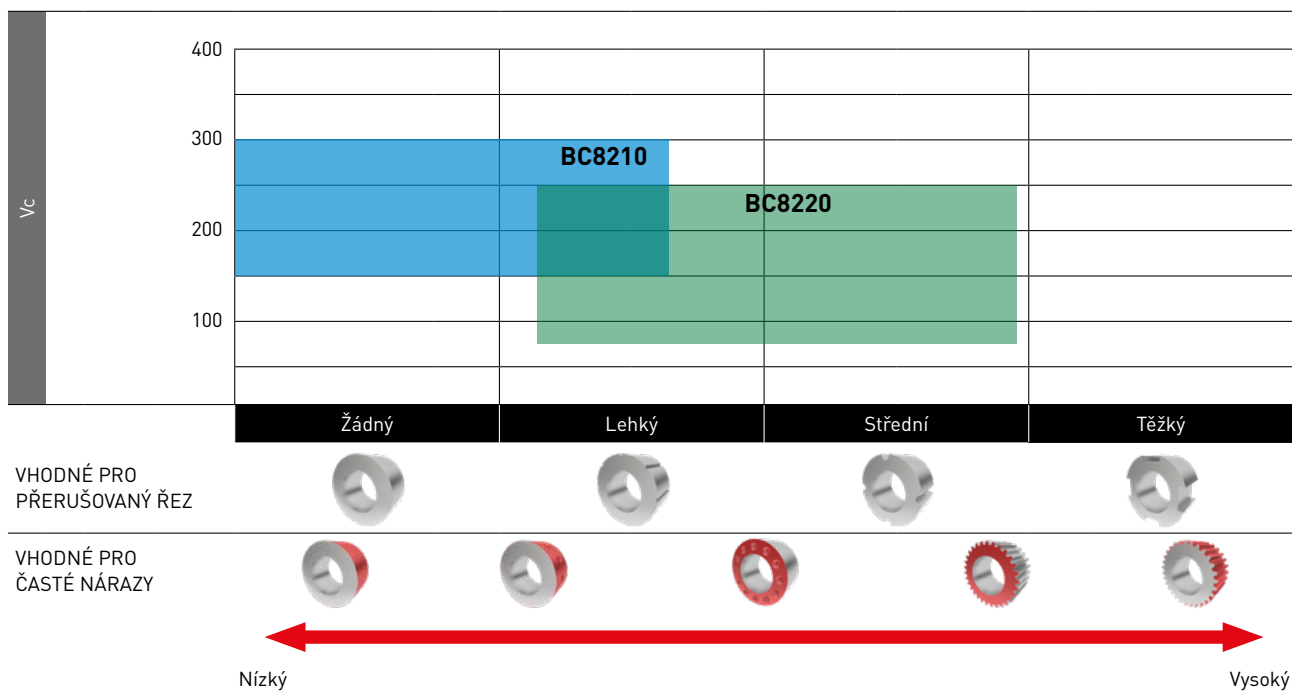 Vc
400
300
200
100
BC8210
BC8220
Žádný
Lehký
Střední
Těžký
VHODNÉ PRO
PŘERUŠOVANÝ ŘEZ
VHODNÉ PRO
ČASTÉ NÁRAZY
Nízký
Vysoký